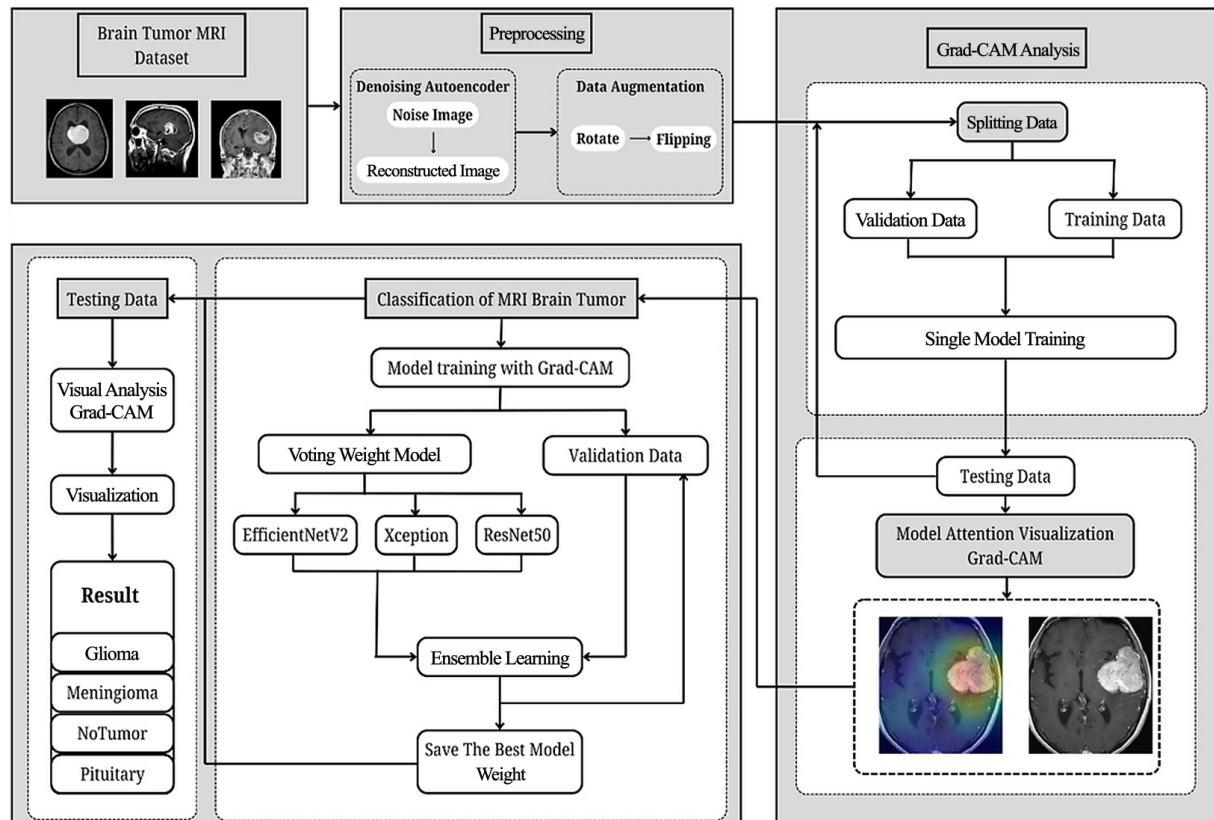 Brain Tumor MRI
Dataset
Preprocessing
Denoising Autoencoder
Noise Image
Reconstructed Image
Data Augmentation
Rotate
Flipping
Grad-CAM Analysis
Splitting Data
Validation Data
Training Data
Single Model Training
Testing Data
Model Attention Visualization
Grad-CAM
Classification of MRI Brain Tumor
Model training with Grad-CAM
Voting Weight Model
Validation Data
EfficientNetV2
Xception
ResNet50
Ensemble Learning
Save The Best Model
Weight
Testing Data
Visual Analysis
Grad-CAM
Visualization
Result
Glioma
Meningioma
NoTumor
Pituitary